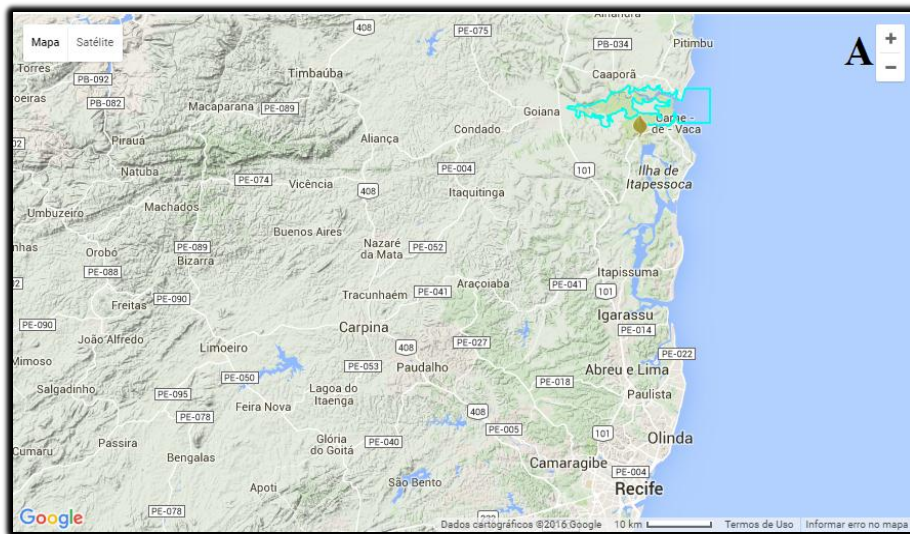 Mapa Satélite
A
+
−
Alhandra
408
PE-075
PB-034
Pitimbu
Torres
PB-092
Timbaúba
Caaporã
PB-082
Macaparana
PE-089
Goiana
Carne -
de - Vaca
Condado
Aliança
Pirauá
Natuba
PE-074
Vicência
408
PE-004
101
Ilha de
Itapessoca
Itaquitinga
Umbuzeiro
Machados
Buenos Aires
Orobó
PE-089
Bizarra
Nazaré
da Mata
PE-052
PE-088
Itapissuma
Freitas
PE-090
Tracunhaém
PE-041
Araçoiaba
PE-041
101
PE-090
Igarassu
PE-014
João Alfredo
Limoeiro
Carpina
408
PE-027
PE-022
Mimoso
PE-050
PE-053
Paudalho
Abreu e Lima
PE-018
Salgadinho
PE-095
Feira Nova
Lagoa do
Itaenga
Paulista
PE-078
408
Passira
Glória
do Goitá
PE-040
PE-005
101
Olinda
Cumaru
Bengalas
Camaragibe
PE-004
Apoti
São Bento
Recife
PE-078
232
Google
Dados cartográficos ©2016 Google 10 km Termos de Uso Informar erro no mapa